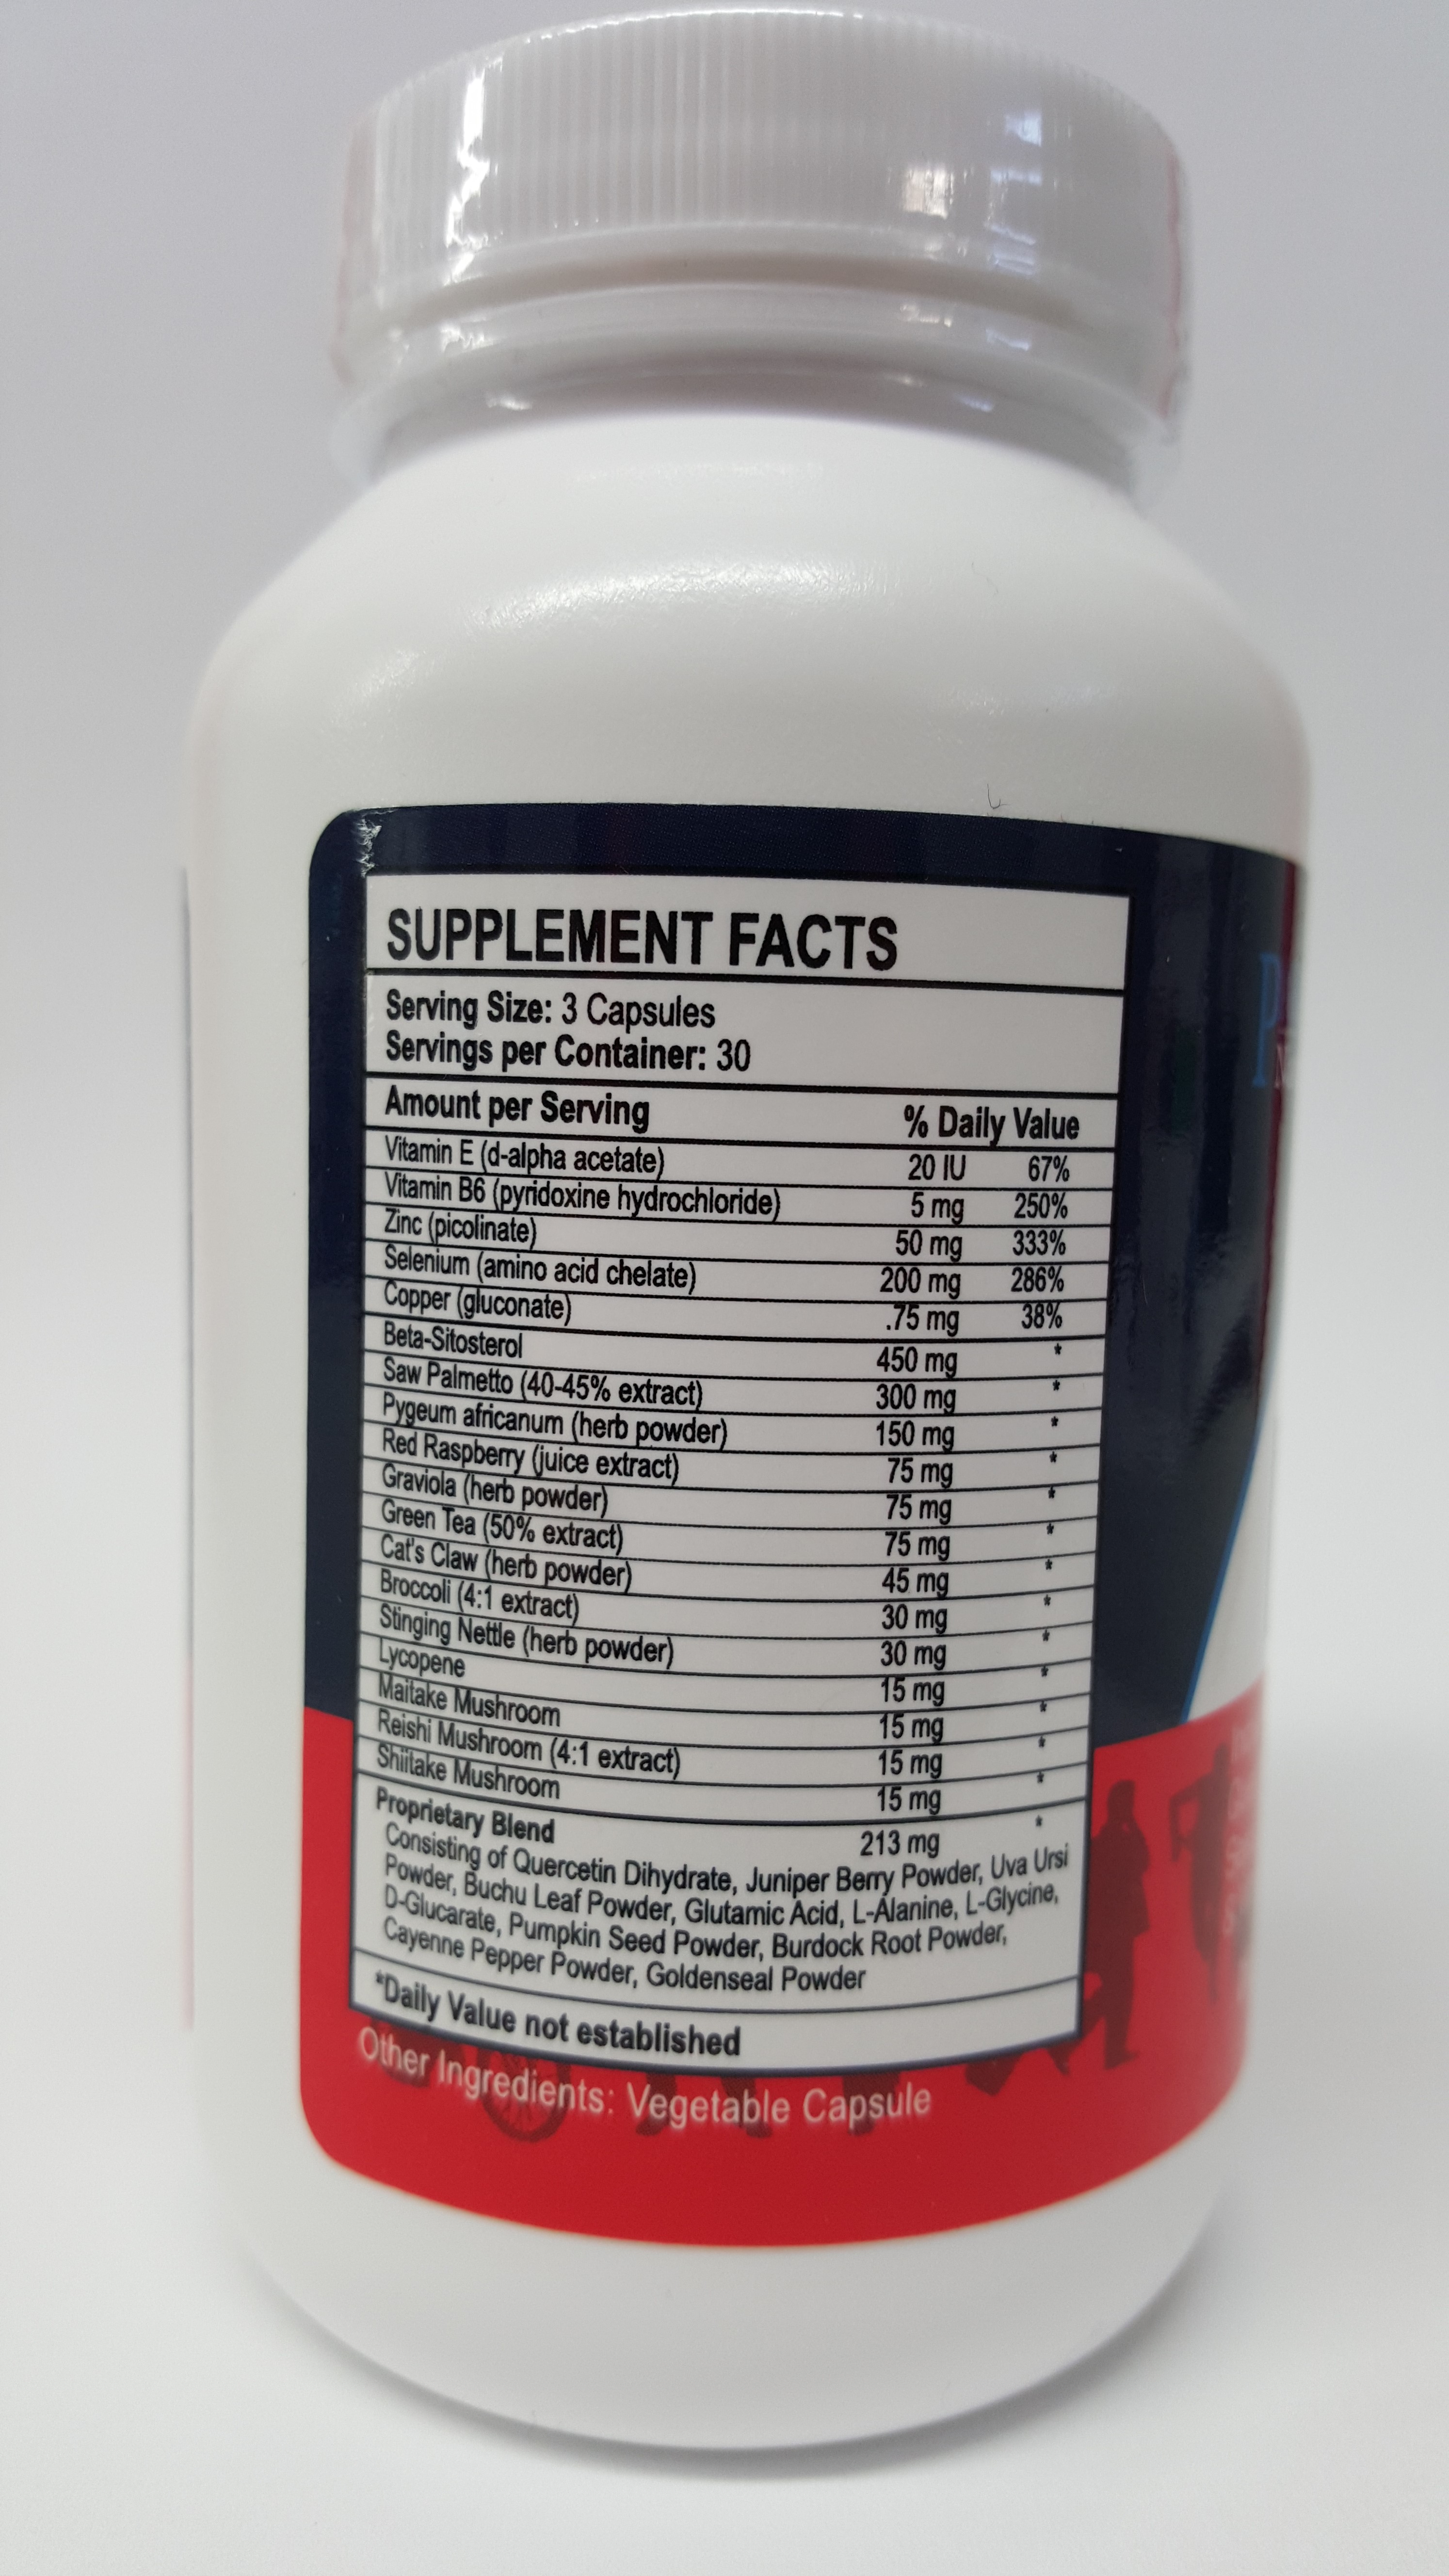 SUPPLEMENT FACTS
Serving Size: 3 Capsules
Servings per Container: 30
Amount per Serving % Daily Value
Vitamin E (d-alpha acetate) 20 IU 67%
Vitamin B6 (pyridoxine hydrochloride) 5 mg 250%
Zinc (picolinate) 50 mg 333%
Selenium (amino acid chelate) 200 mg 286%
Copper (gluconate) .75 mg 38%
Beta-Sitosterol 450 mg *
Saw Palmetto (40-45% extract) 300 mg *
Pygeum africanum (herb powder) 150 mg *
Red Raspberry (juice extract) 75 mg *
Graviola (herb powder) 75 mg *
Green Tea (50% extract) 75 mg *
Cat's Claw (herb powder) 45 mg *
Broccoli (4:1 extract) 30 mg *
Stinging Nettle (herb powder) 30 mg *
Lycopene 15 mg *
Maitake Mushroom 15 mg *
Reishi Mushroom (4:1 extract) 15 mg *
Shiitake Mushroom 15 mg *
Proprietary Blend 213 mg *
Consisting of Quercetin Dihydrate, Juniper Berry Powder, Uva Ursi
Powder, Buchu Leaf Powder, Glutamic Acid, L-Alanine, L-Glycine,
D-Glucarate, Pumpkin Seed Powder, Burdock Root Powder,
Cayenne Pepper Powder, Goldenseal Powder
*Daily Value not established
Other Ingredients: Vegetable Capsule